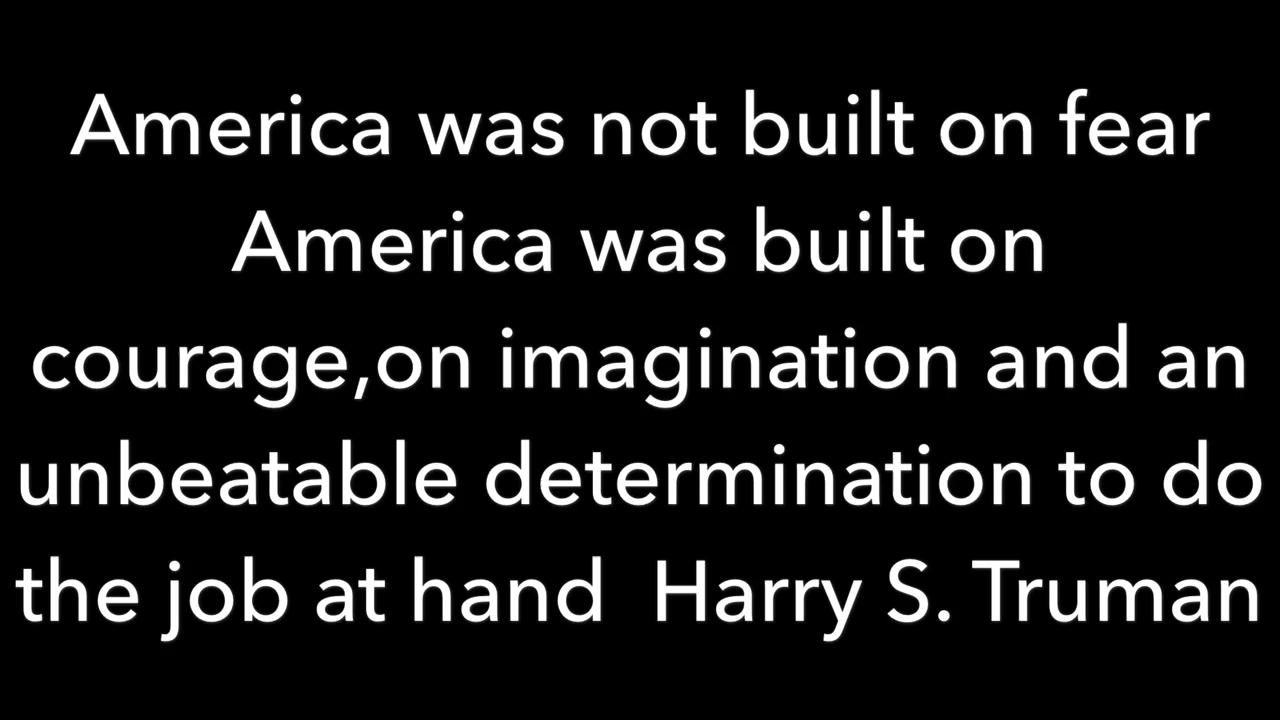 America was not built on fear
America was built on
courage,on imagination and an
unbeatable determination to do
the job at hand  Harry S. Truman